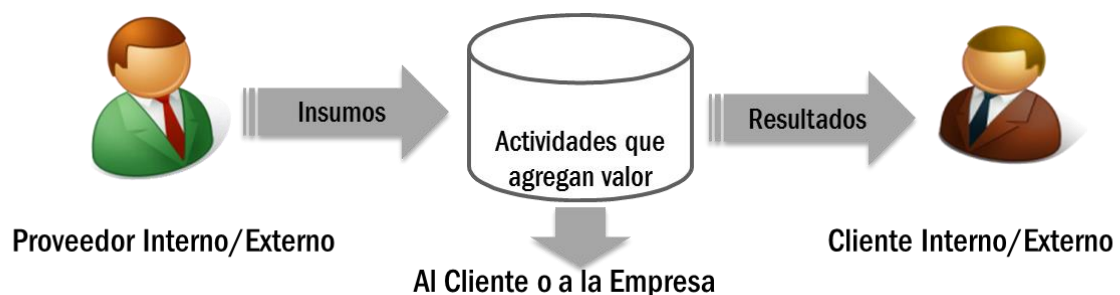 Insumos
Actividades que
agregan valor
Resultados
Proveedor Interno/Externo
Cliente Interno/Externo
Al Cliente o a la Empresa